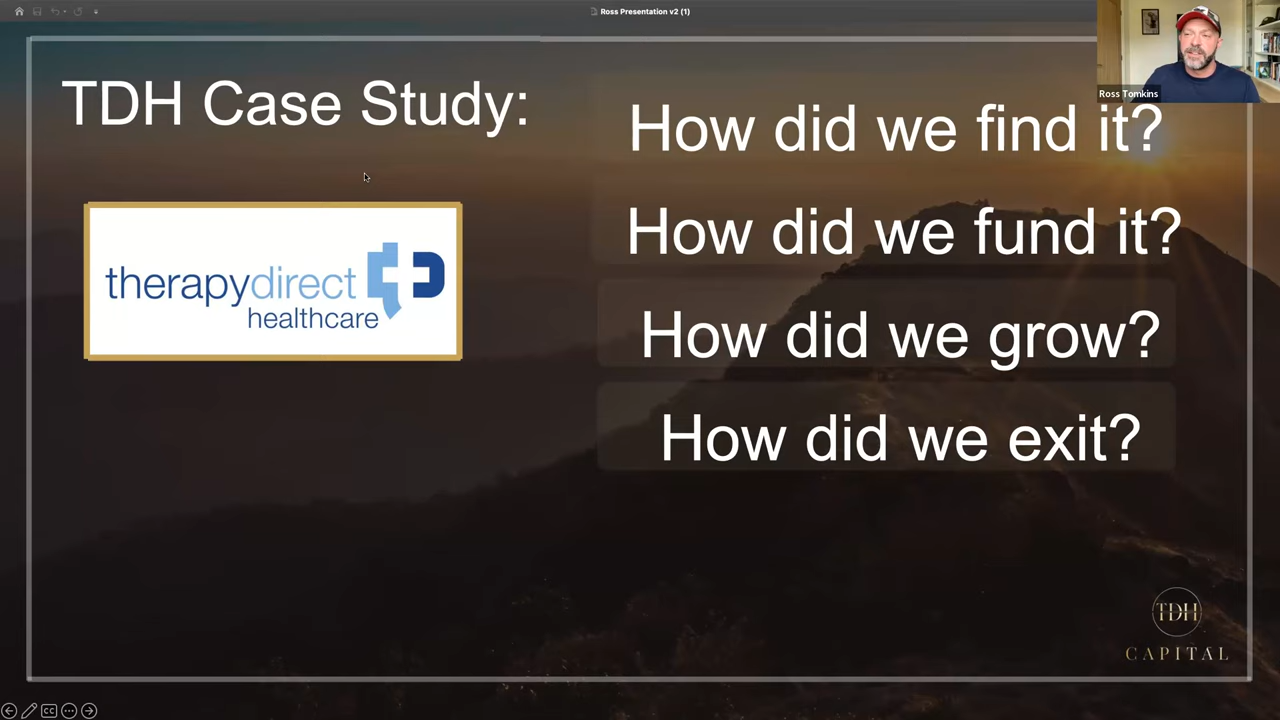 Ross Presentation v2 (1)
Ross Tomkins
TDH Case Study:
therapydirect
healthcare
How did we find it?
How did we fund it?
How did we grow?
How did we exit?
TDH
CAPITAL
CC